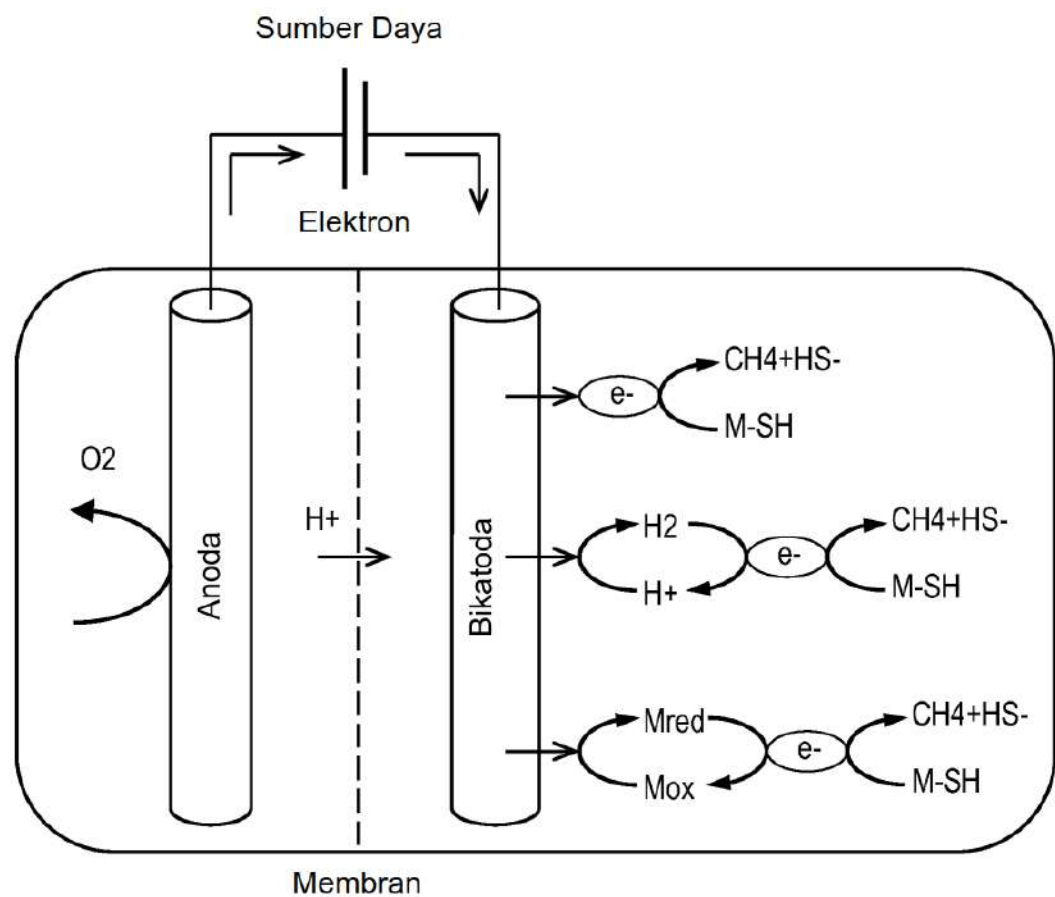 Sumber Daya
Elektron
CH4+HS-
e-
M-SH
O2
H+
Anoda
Bikatoda
H2
H+
e-
CH4+HS-
M-SH
Mred
Mox
e-
CH4+HS-
M-SH
Membran